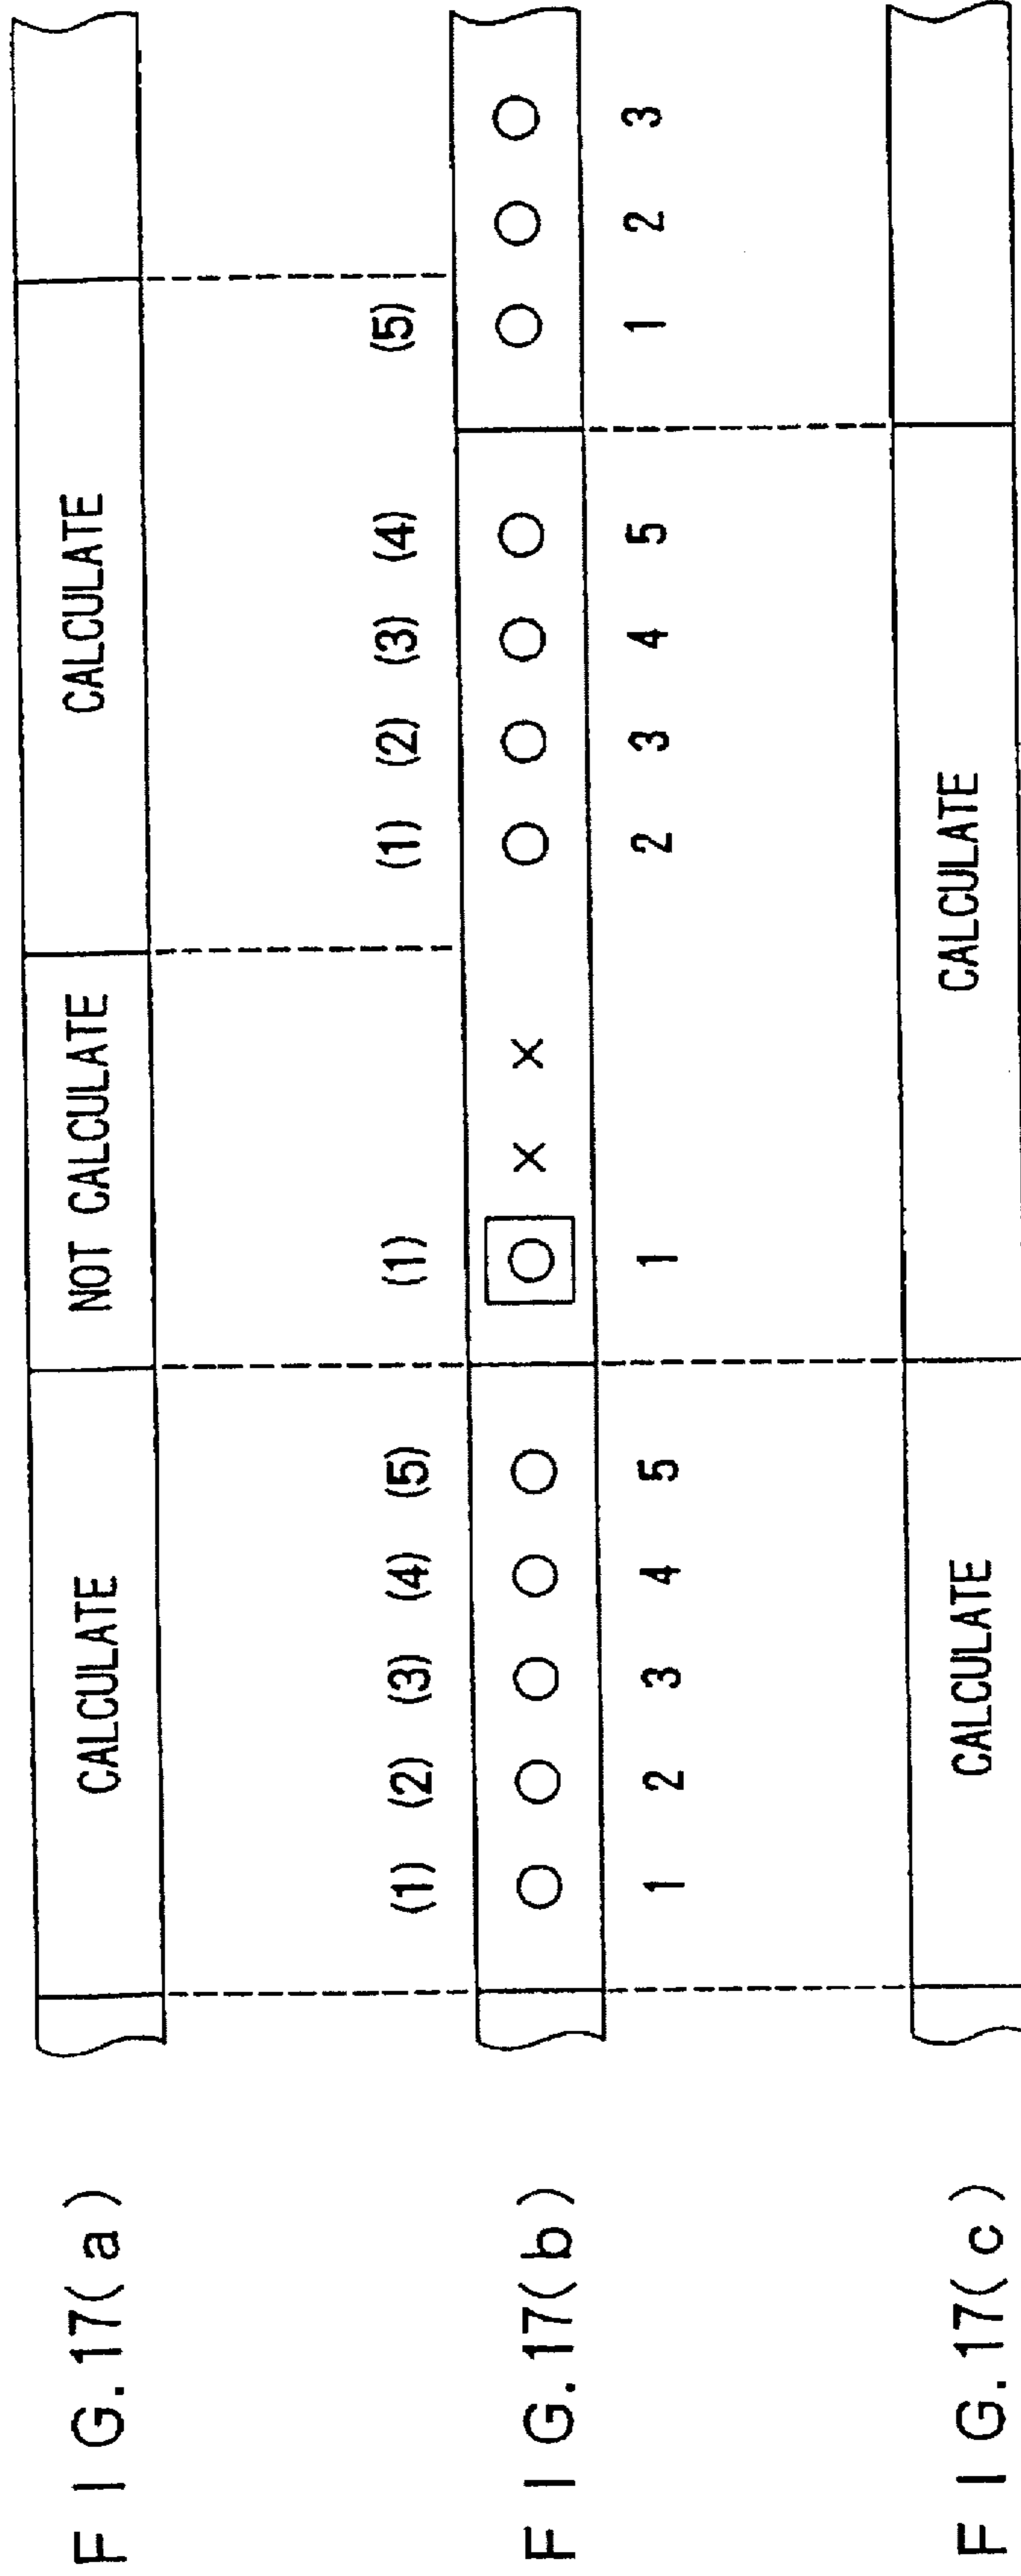 FIG.17(a)
CALCULATE
NOT CALCULATE
CALCULATE
(1) (2) (3) (4) (5) (1) (1) (2) (3) (4) (5)
FIG.17(b)
× ×
1 2 3 4 5 1 2 3 4 5 1 2 3
FIG.17(c)
CALCULATE
CALCULATE